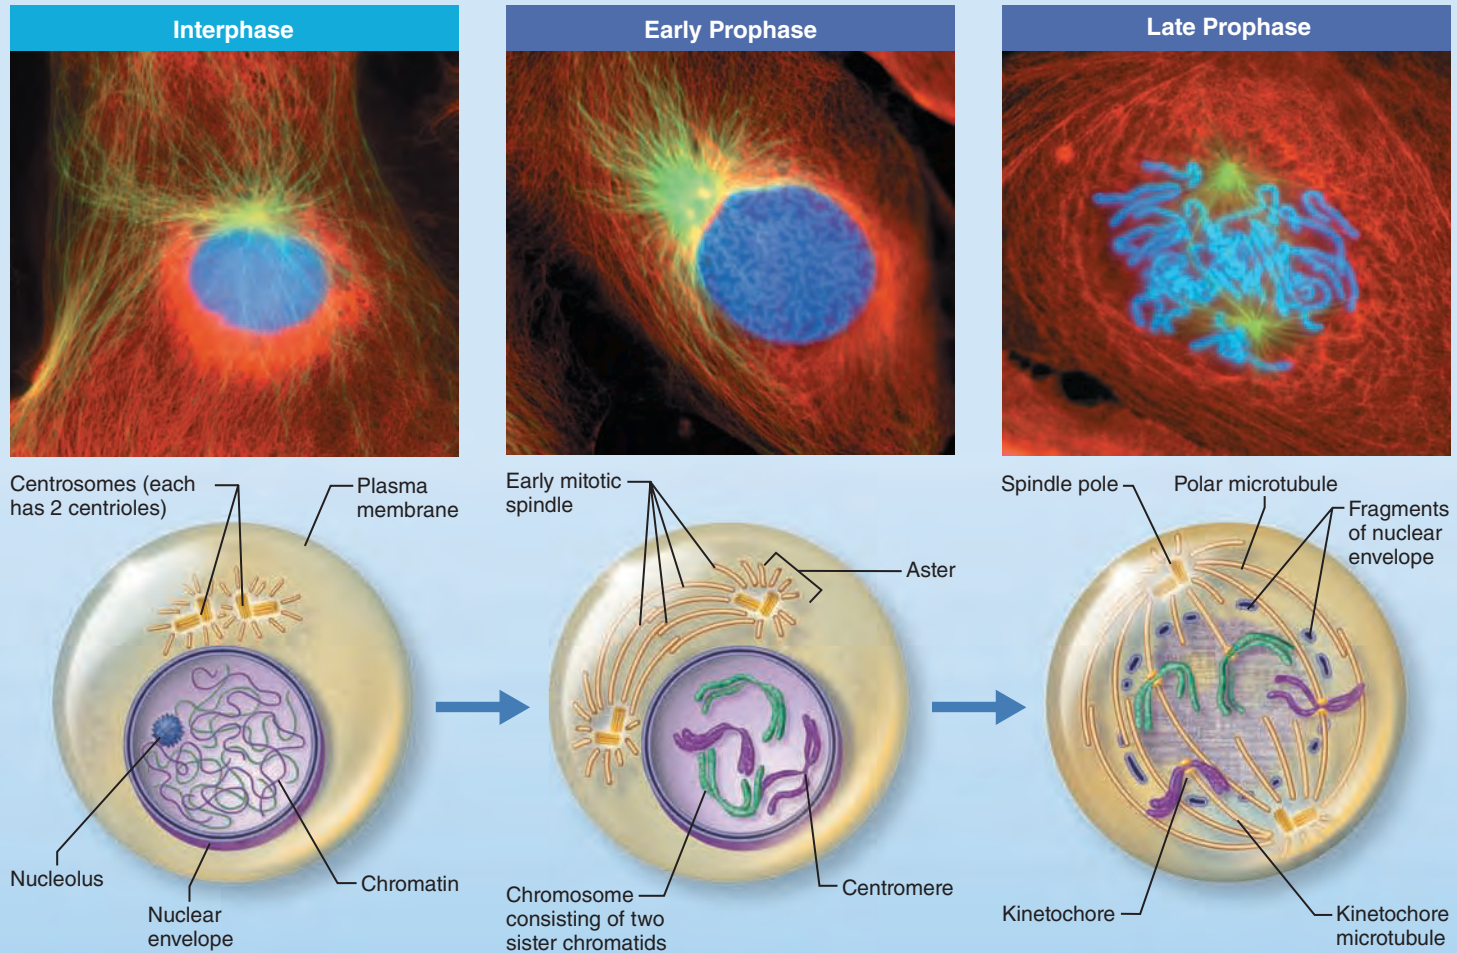 Interphase
Early Prophase
Late Prophase
Centrosomes (each
has 2 centrioles)
Plasma
membrane
Nucleolus
Nuclear
envelope
Chromatin
Early mitotic
spindle
Aster
Chromosome
consisting of two
sister chromatids
Centromere
Spindle pole
Polar microtubule
Fragments
of nuclear
envelope
Kinetochore
Kinetochore
microtubule